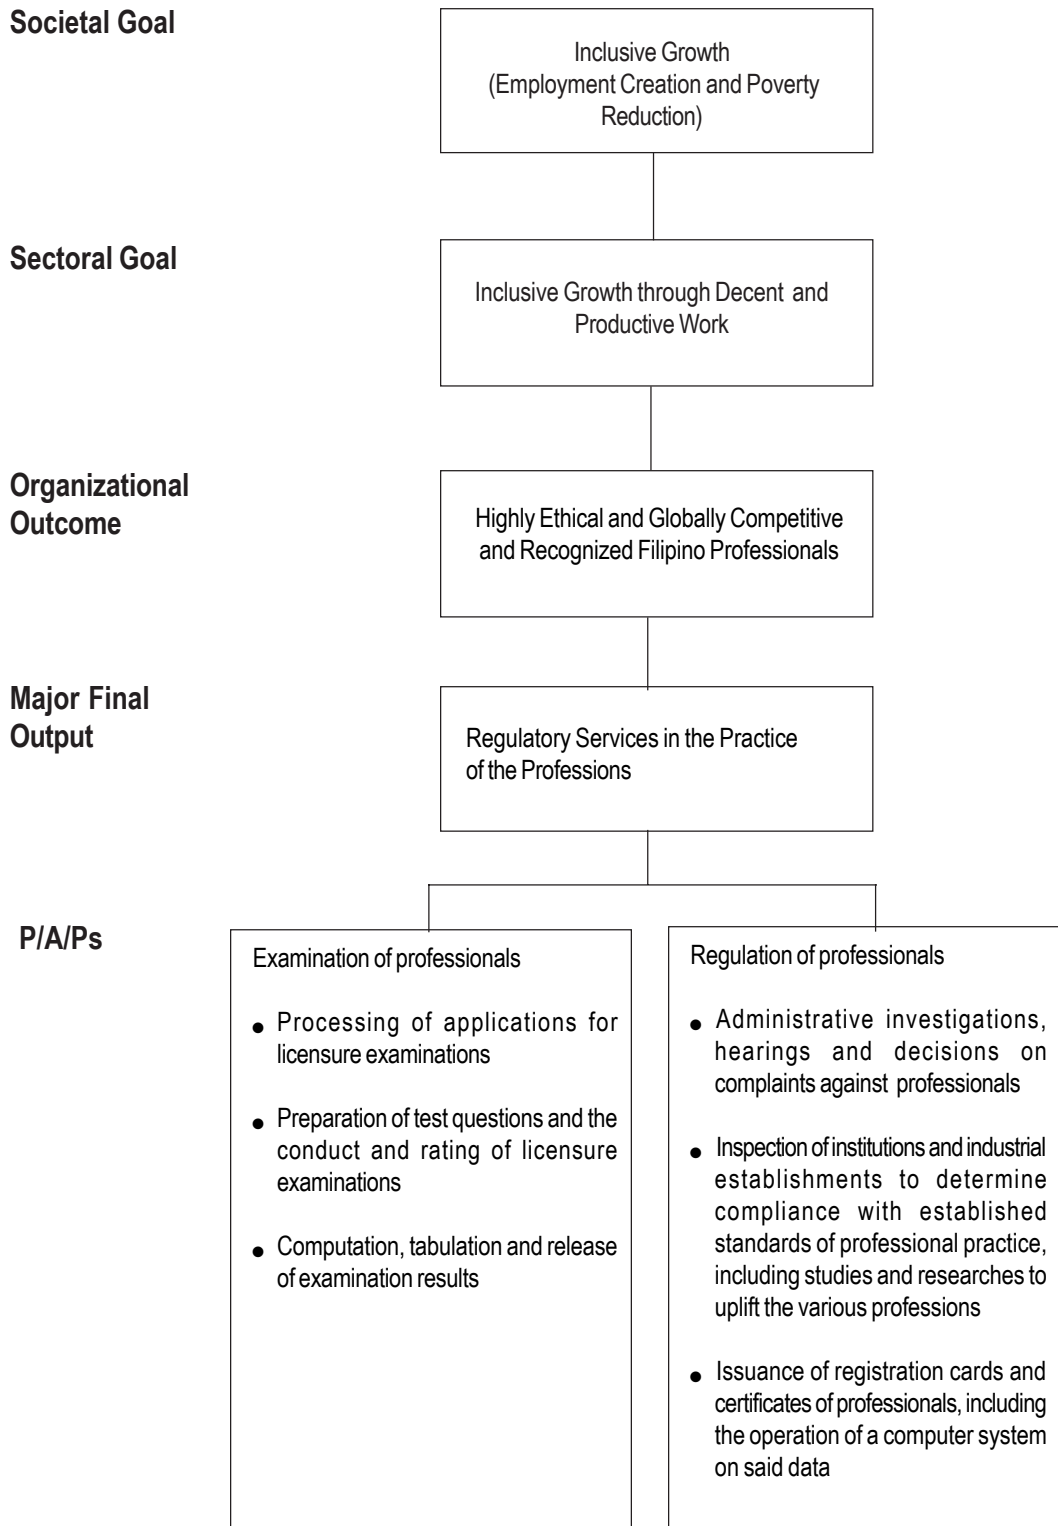 Societal Goal
Inclusive Growth
(Employment Creation and Poverty
Reduction)
Sectoral Goal
Inclusive Growth through Decent and
Productive Work
Organizational
Outcome
Highly Ethical and Globally Competitive
and Recognized Filipino Professionals
Major Final
Output
Regulatory Services in the Practice
of the Professions
P/A/Ps
Examination of professionals
● Processing of applications for
licensure examinations
● Preparation of test questions and the
conduct and rating of licensure
examinations
● Computation, tabulation and release
of examination results
Regulation of professionals
● Administrative investigations,
hearings and decisions on
complaints against professionals
● Inspection of institutions and industrial
establishments to determine
compliance with established
standards of professional practice,
including studies and researches to
uplift the various professions
● Issuance of registration cards and
certificates of professionals, including
the operation of a computer system
on said data